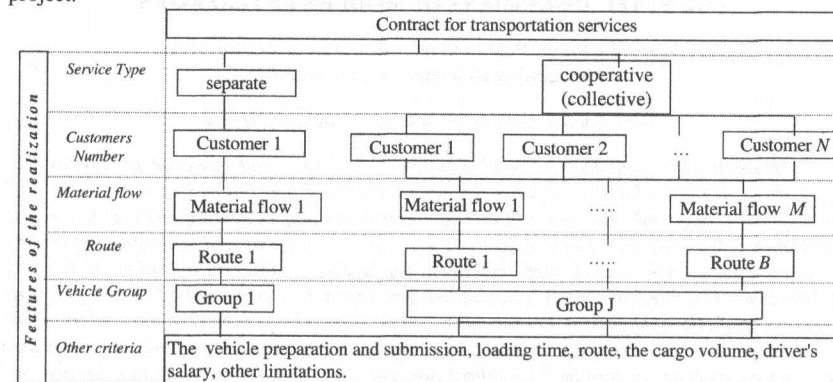 project.
Contract for transportation services
Features of the realization
Service Type
separate
cooperative
(collective)
Customers
Number
Customer 1
Customer 1
Customer 2
...
Customer N
Material flow
Material flow 1
Material flow 1
.....
Material flow M
Route
Route 1
Route 1
.....
Route B
Vehicle Group
Group 1
Group J
Other criteria
The vehicle preparation and submission, loading time, route, the cargo volume, driver's
salary, other limitations.